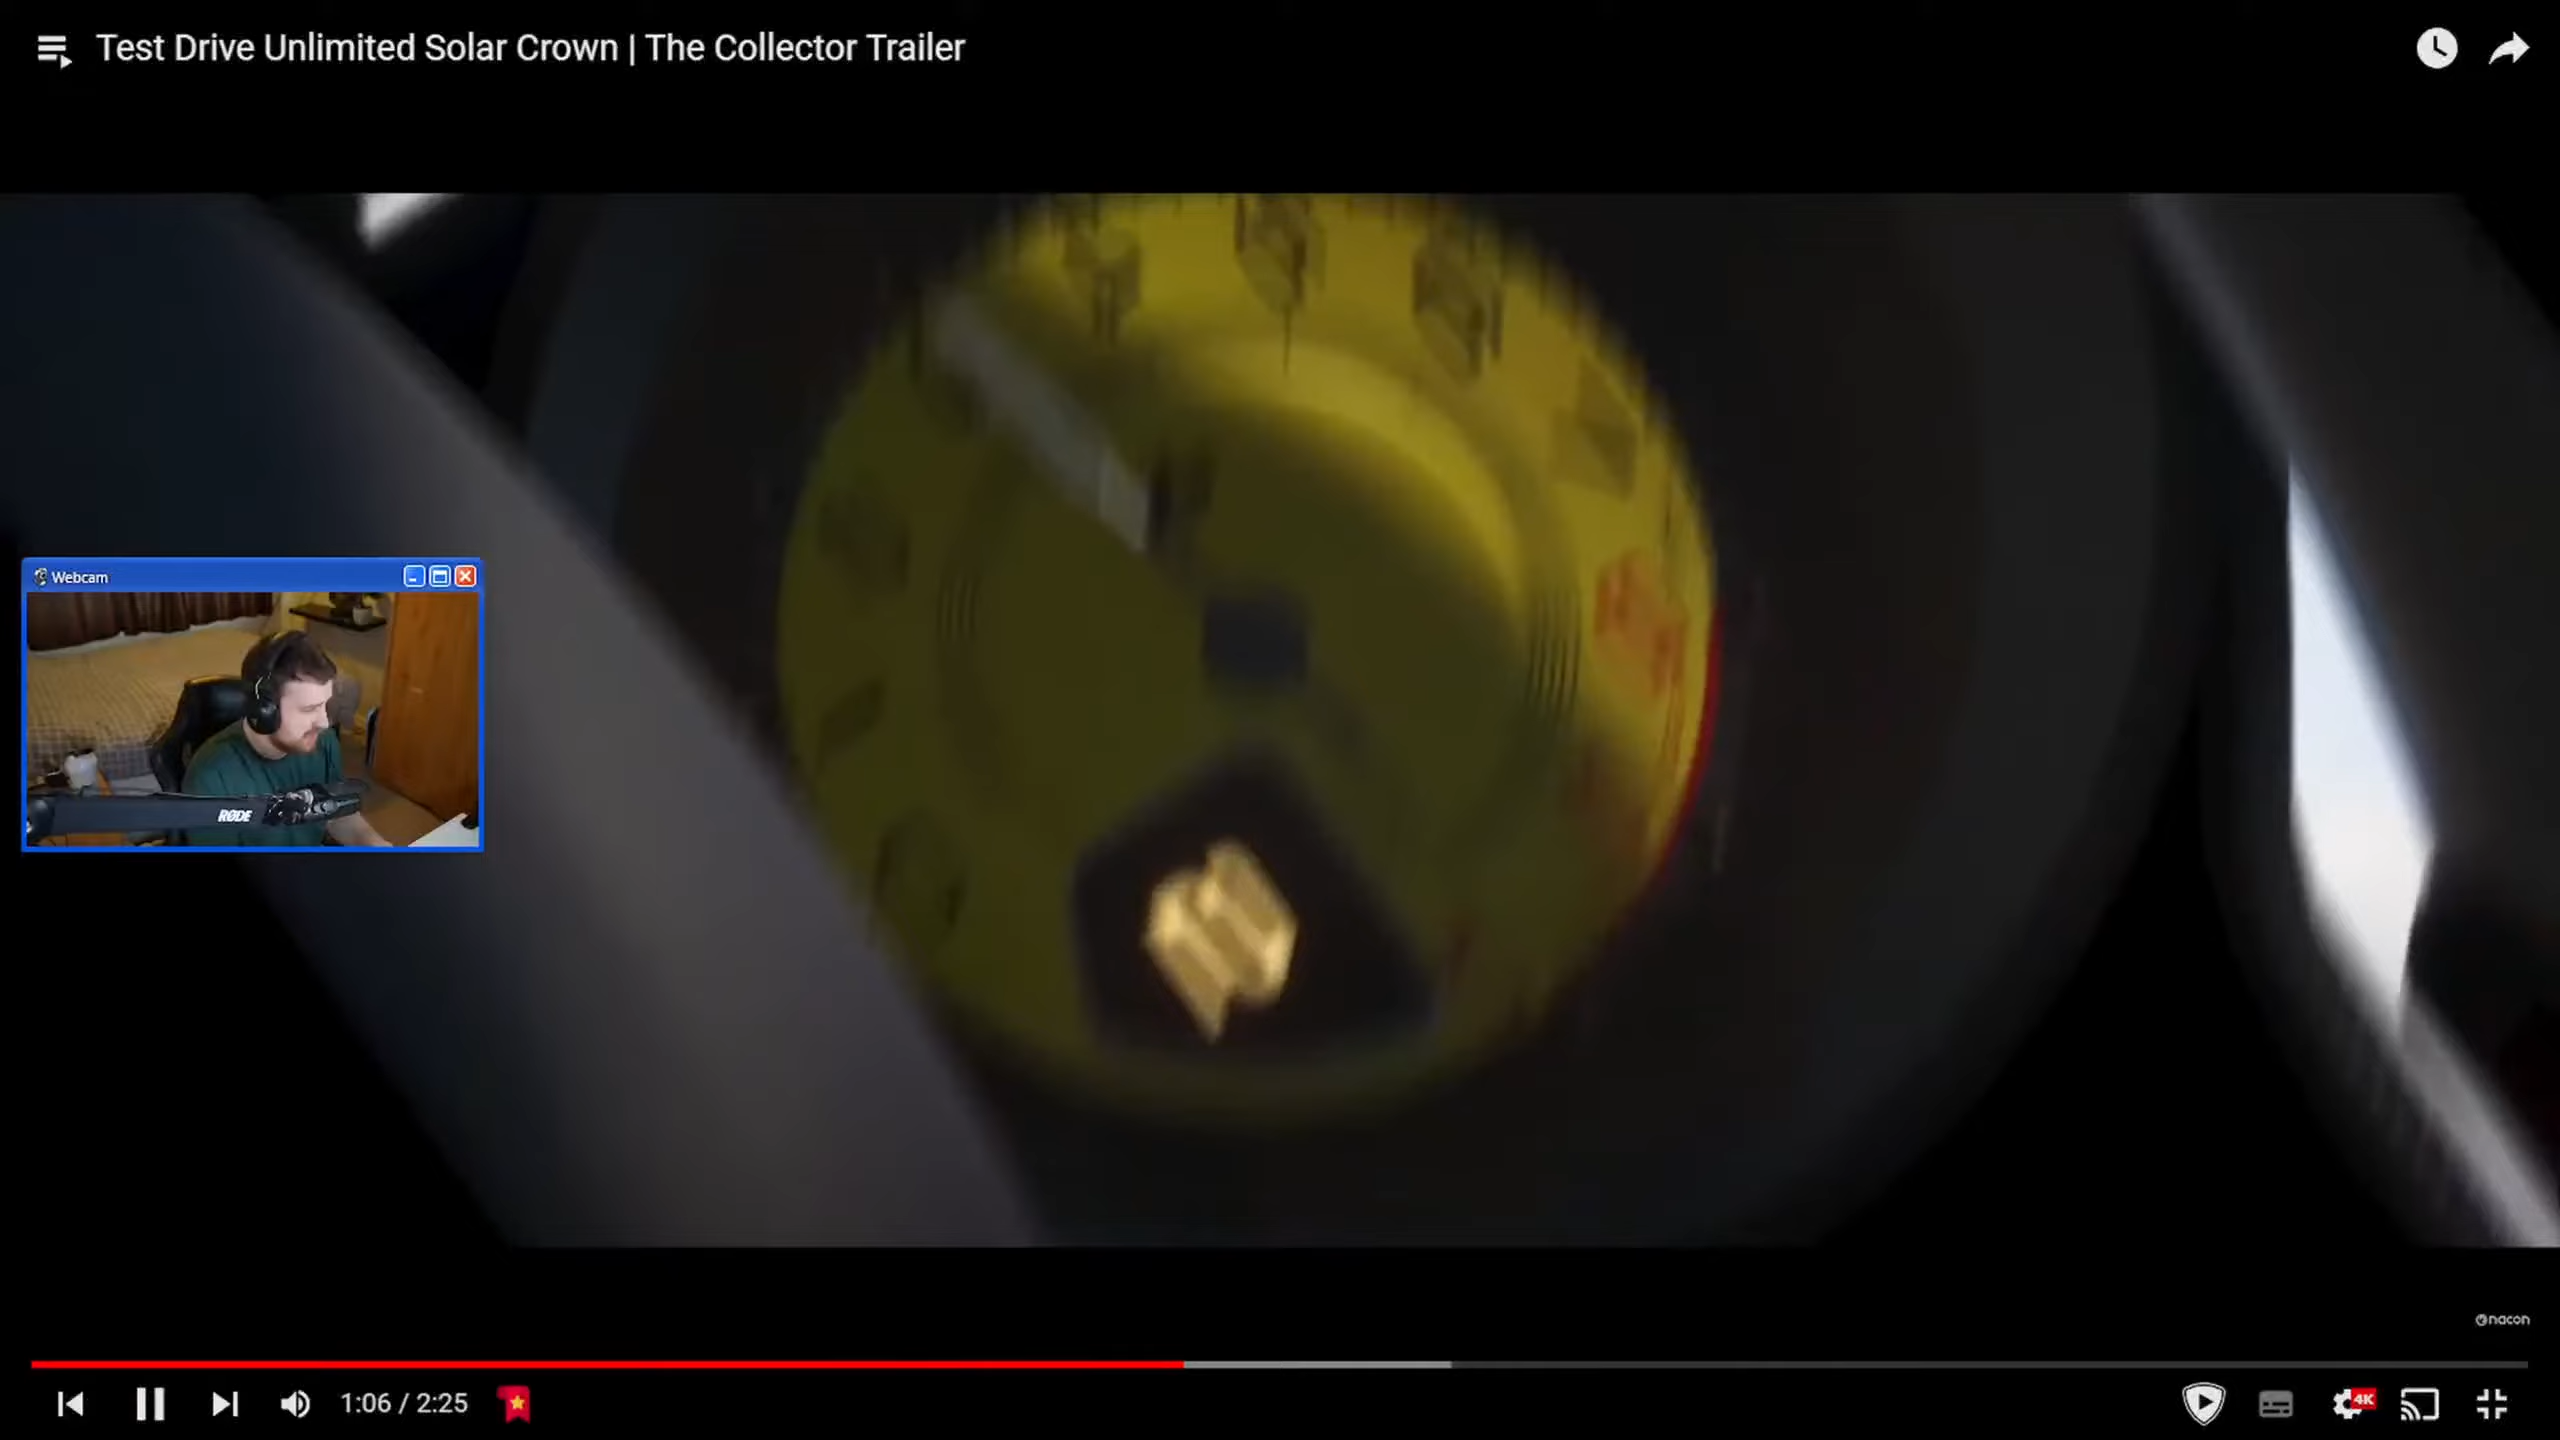 Test Drive Unlimited Solar Crown | The Collector Trailer
Webcam
RØDE
nacon
1:06 / 2:25
4K